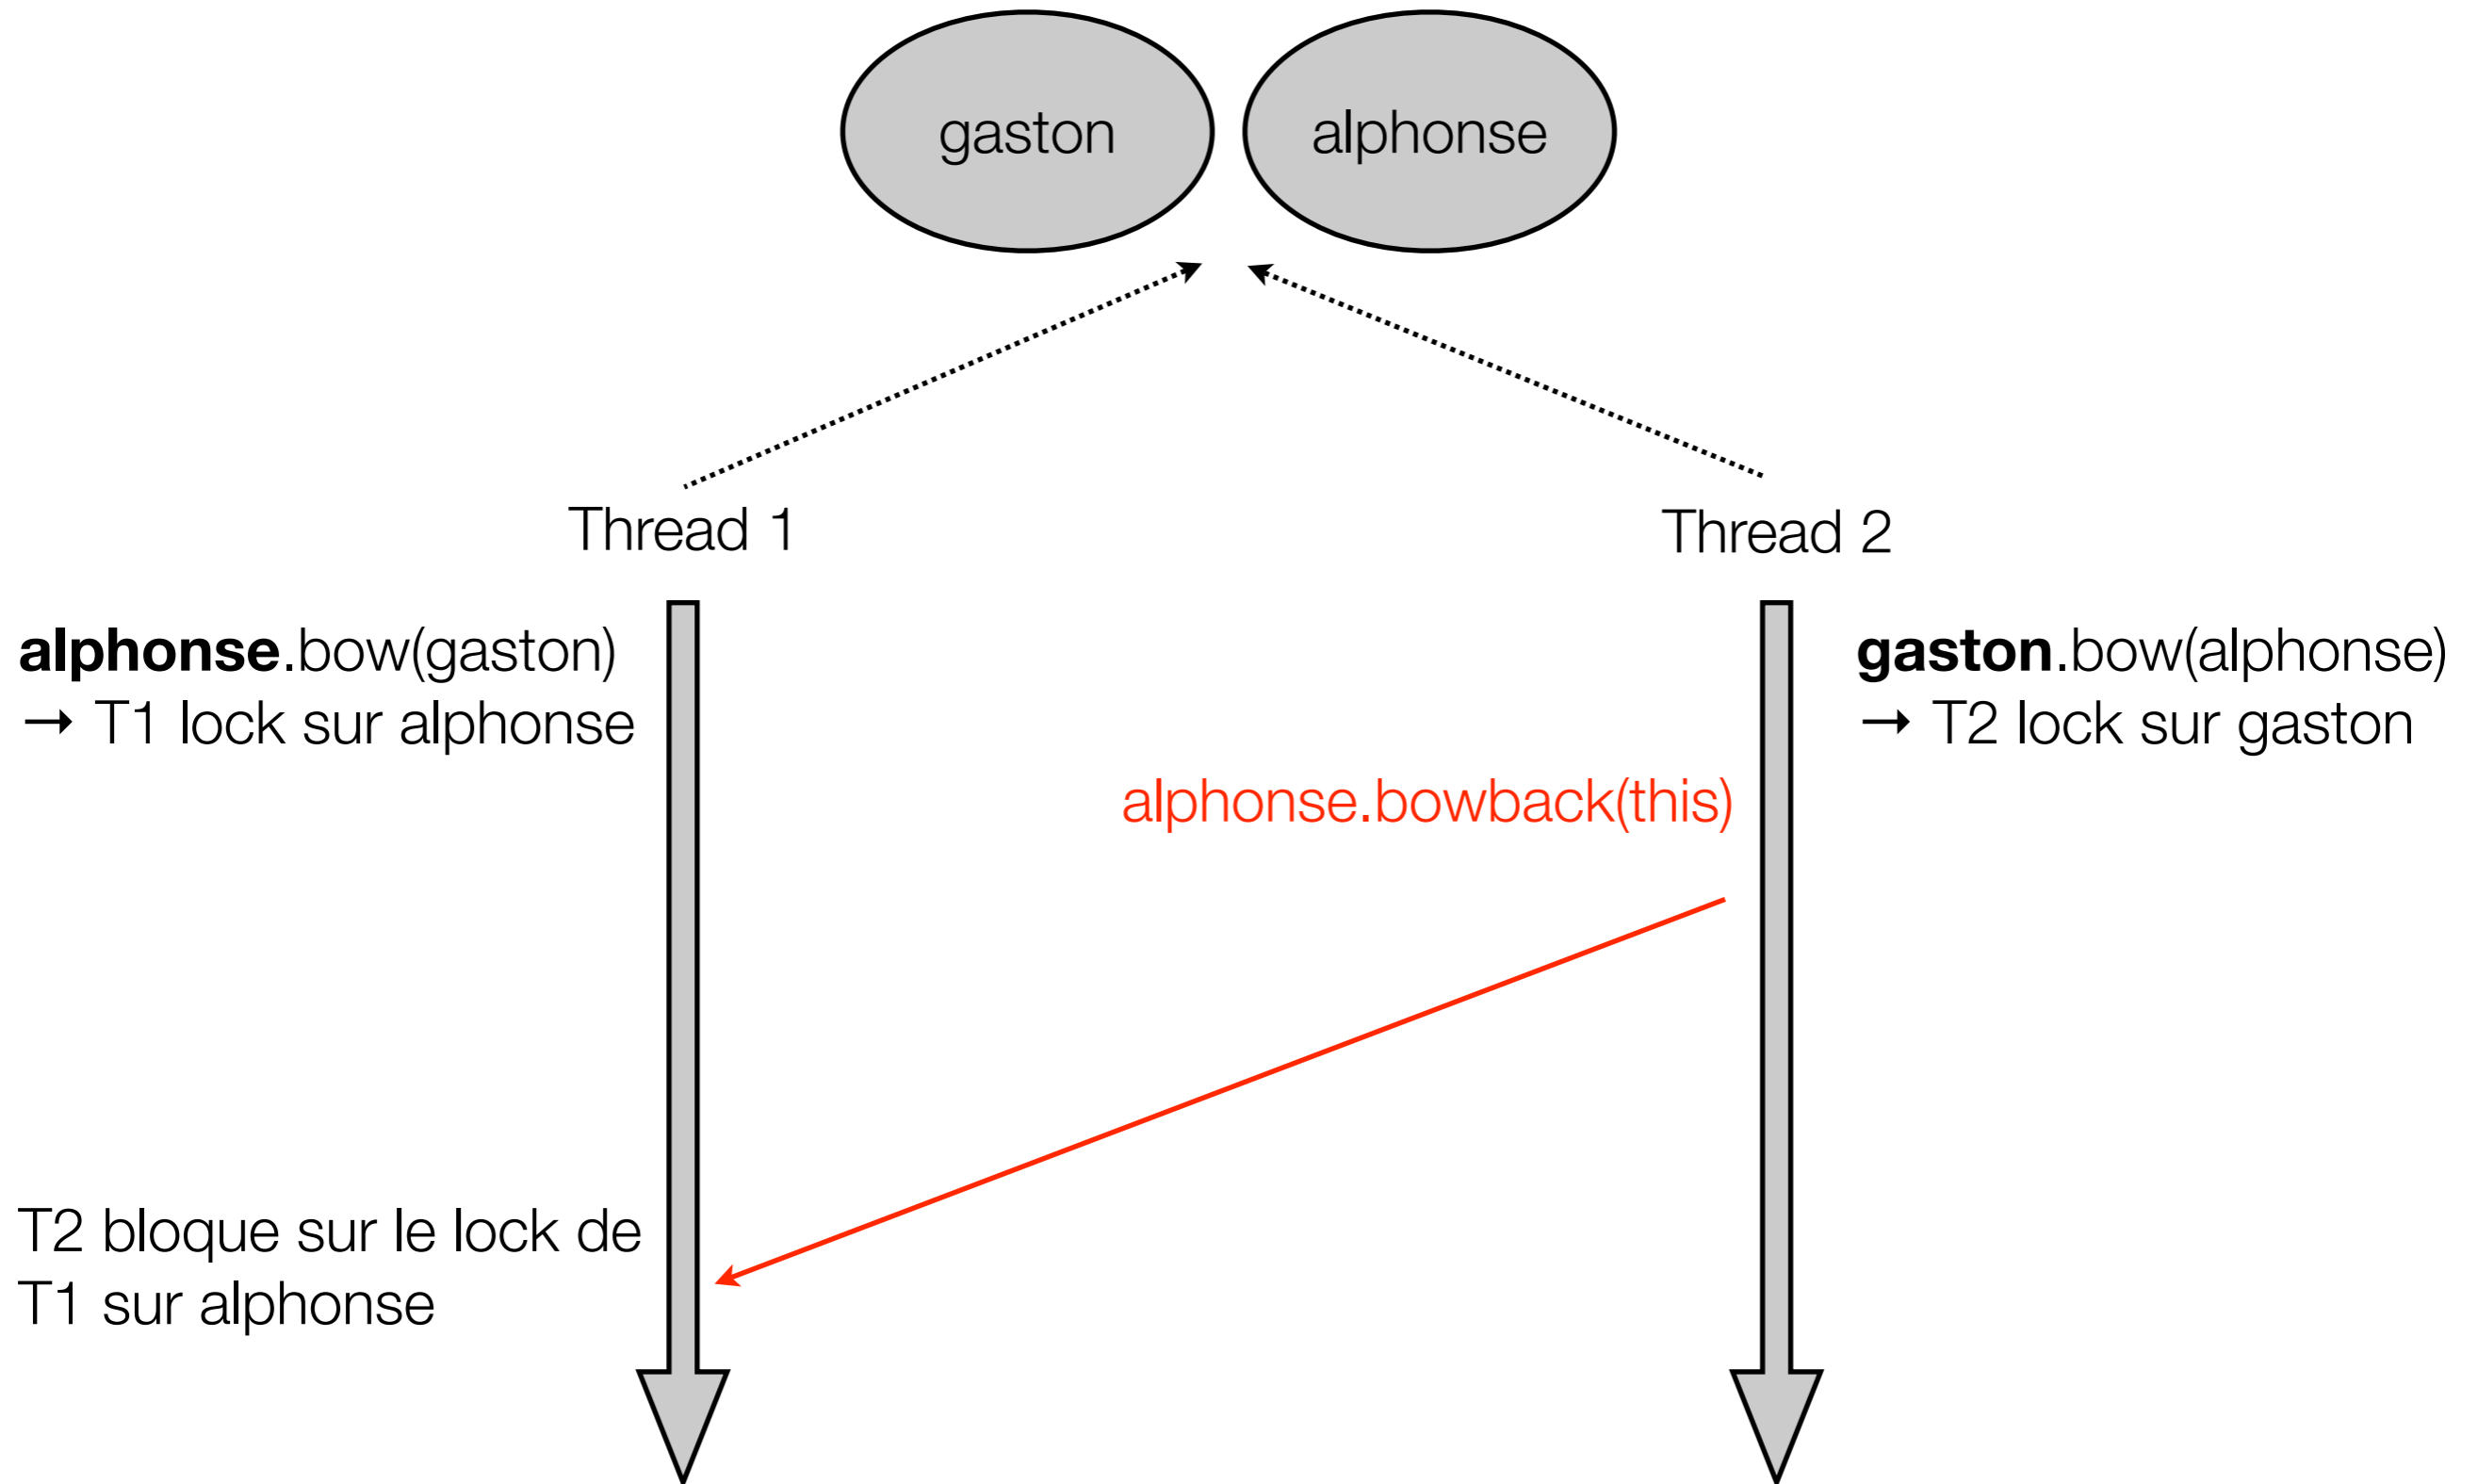 gaston
alphonse
Thread 1
Thread 2
alphonse.bow(gaston)
→ T1 lock sur alphonse
gaston.bow(alphonse)
→ T2 lock sur gaston
alphonse.bowback(this)
T2 bloque sur le lock de
T1 sur alphonse